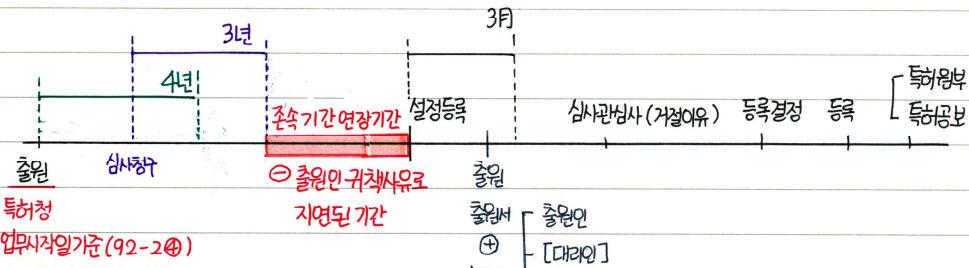 3月
3년
4년
특허원부
특허공보
존속기간 연장기간
설정등록
심사관심사 (거절이유)
등록결정
등록
출원
심사청구
출원
⊖ 출원인 귀책사유로
지연된 기간
특허청
업무시작일기준 (92-2④)
출원서
출원인
⊕
[대리인]